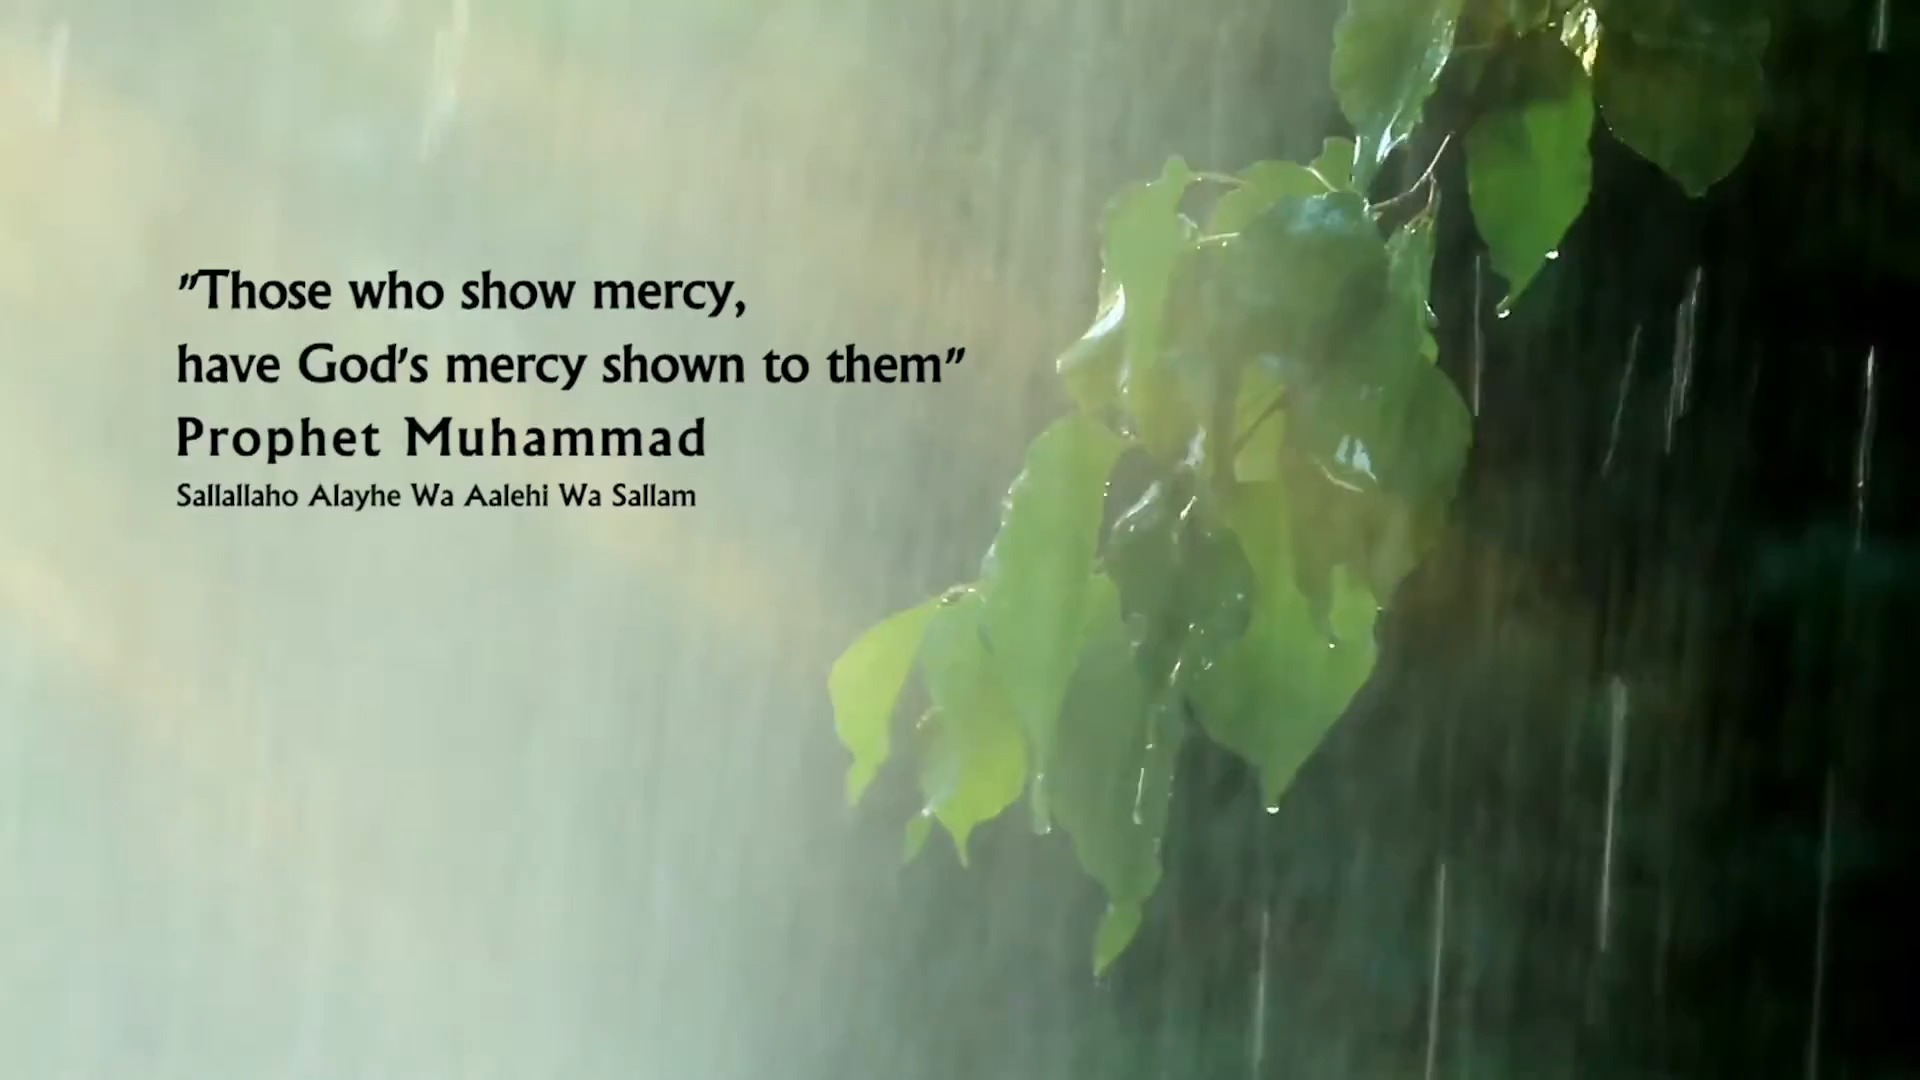 "Those who show mercy,
have God's mercy shown to them"
Prophet Muhammad
Sallallaho Alayhe Wa Aalehi Wa Sallam